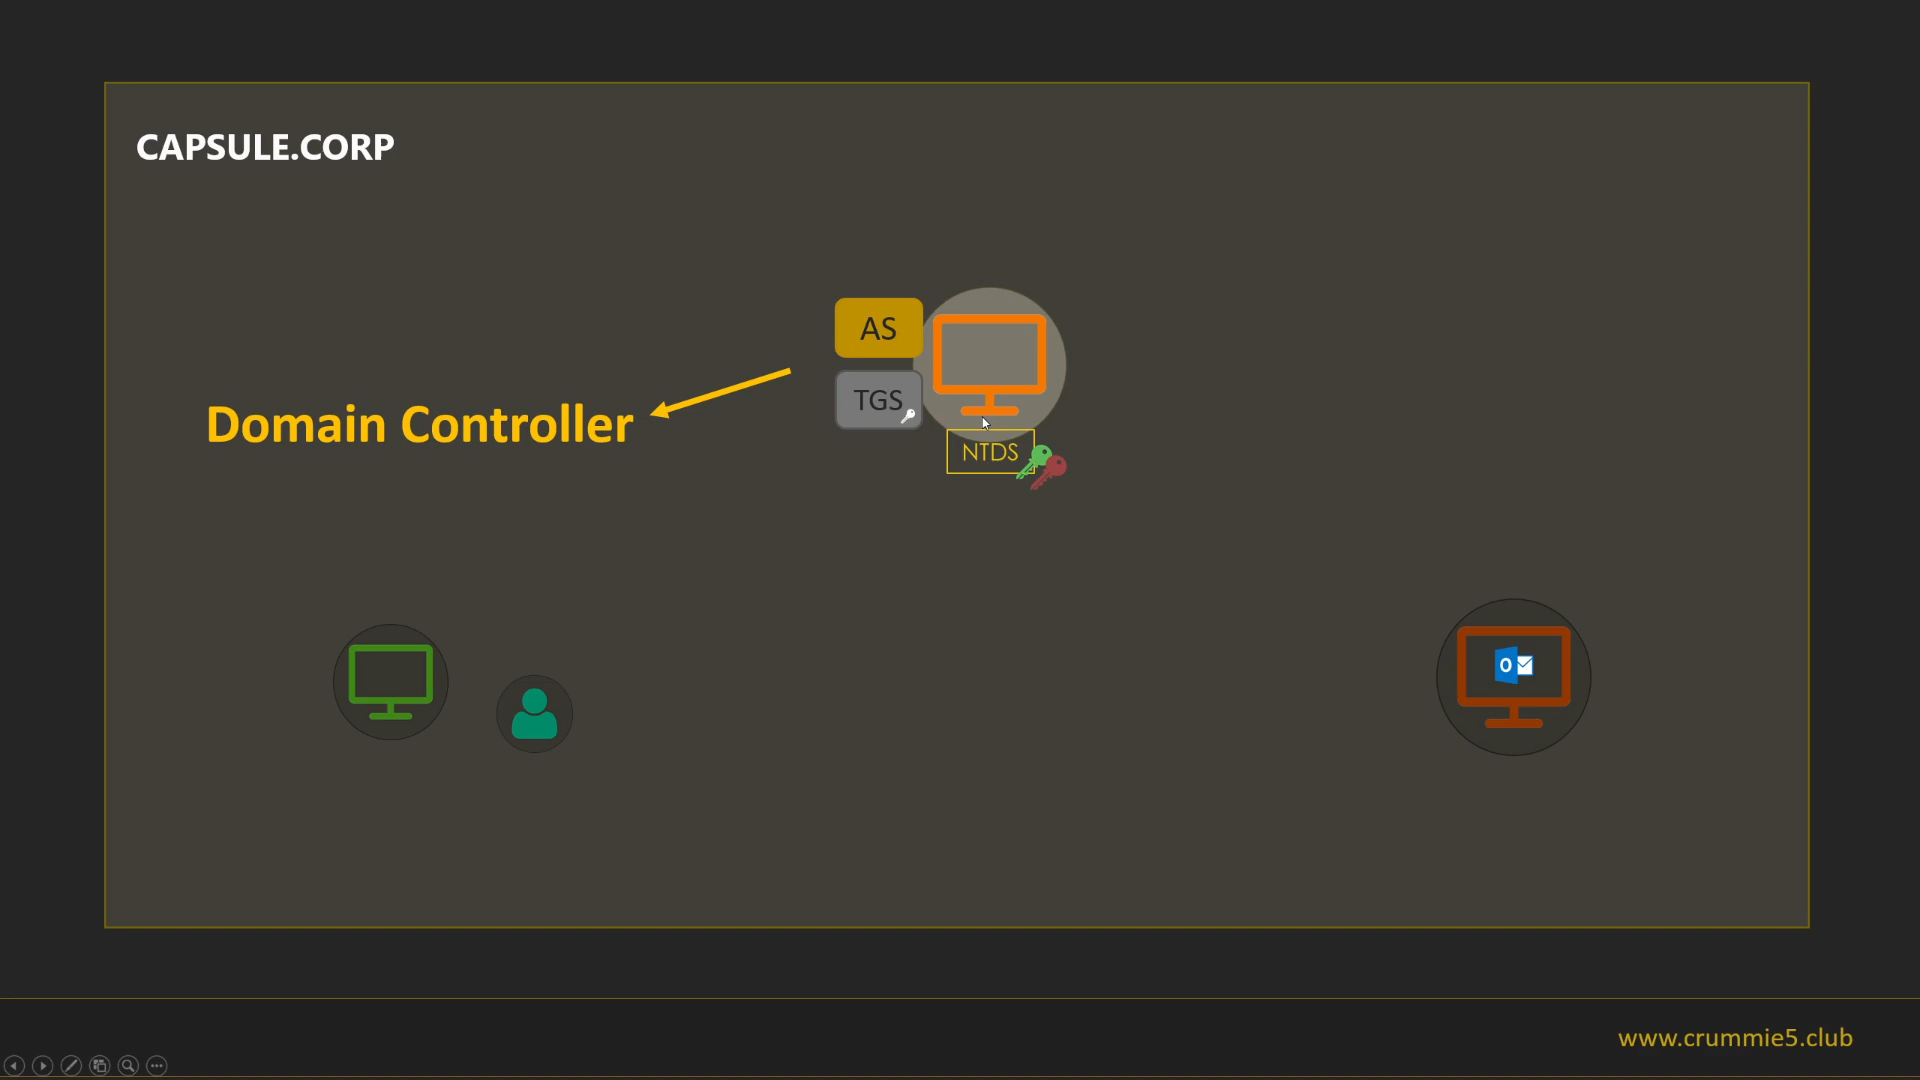 CAPSULE.CORP
AS
TGS
Domain Controller
NTDS
O
www.crummie5.club